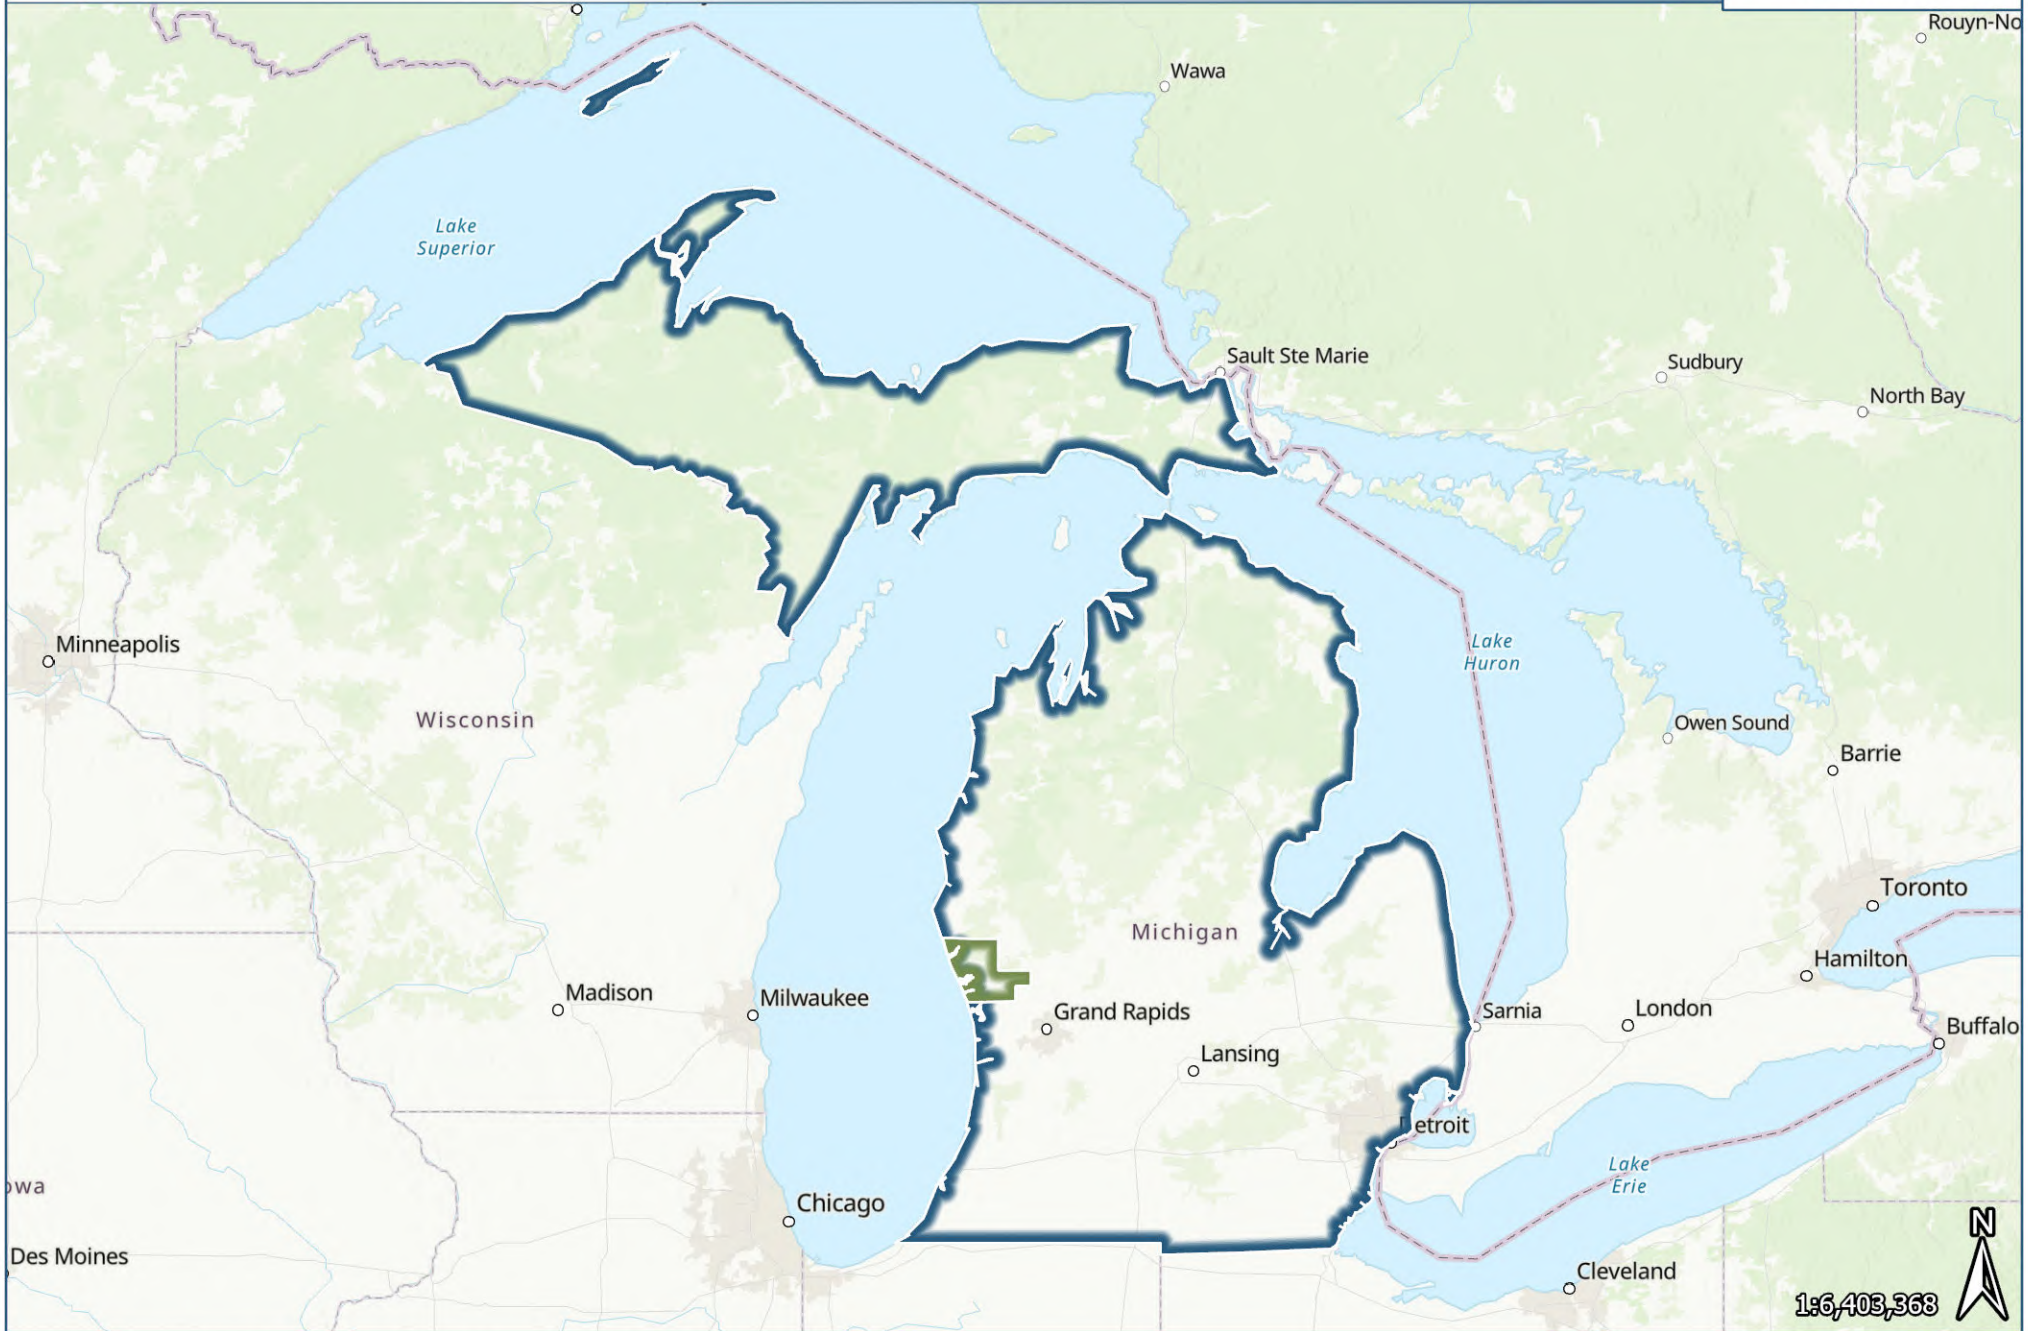 Rouyn-No
Wawa
Lake
Superior
Sault Ste Marie
Sudbury
North Bay
Minneapolis
Lake
Huron
Wisconsin
Owen Sound
Barrie
Toronto
Michigan
Hamilton
Madison
Milwaukee
Grand Rapids
Sarnia
London
Buffalo
Lansing
Detroit
Lake
Erie
owa
Chicago
N
Des Moines
Cleveland
1:6,403,368